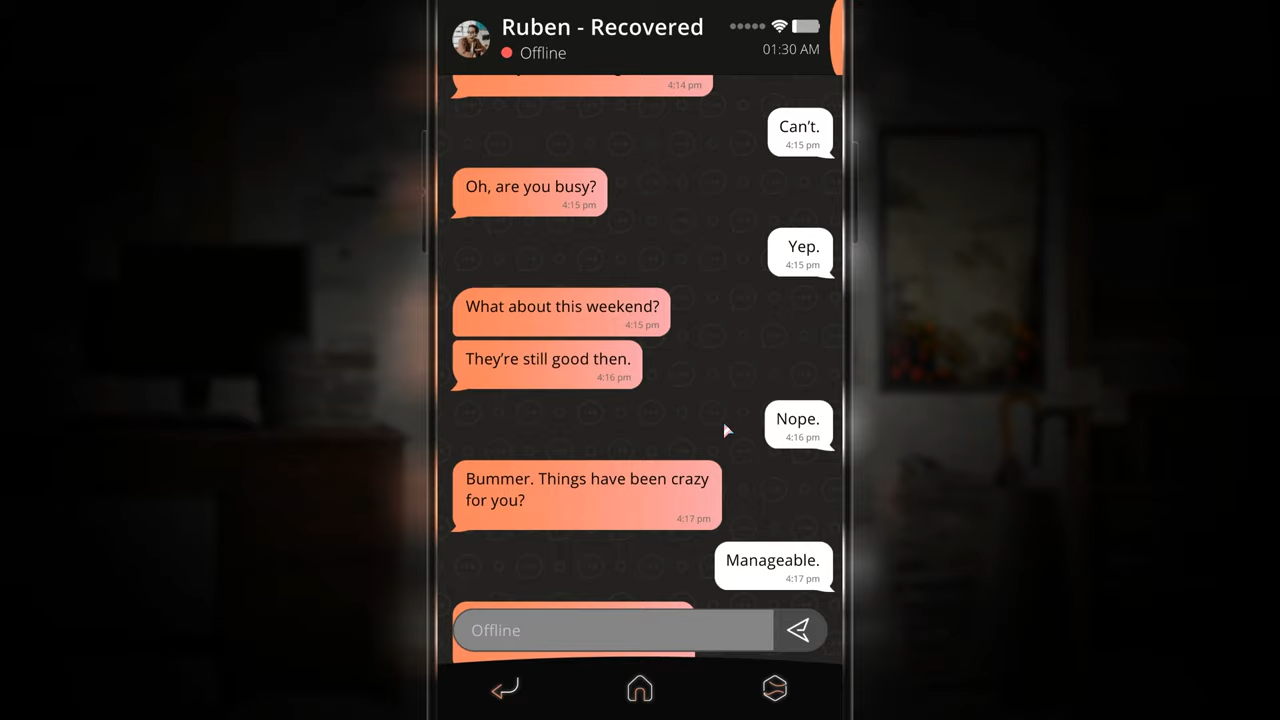 Ruben - Recovered
Offline
01:30 AM
4:14 pm
Can't.
4:15 pm
Oh, are you busy?
4:15 pm
Yep.
4:15 pm
What about this weekend?
4:15 pm
They're still good then.
4:16 pm
Nope.
4:16 pm
Bummer. Things have been crazy
for you?
4:17 pm
Manageable.
4:17 pm
Offline